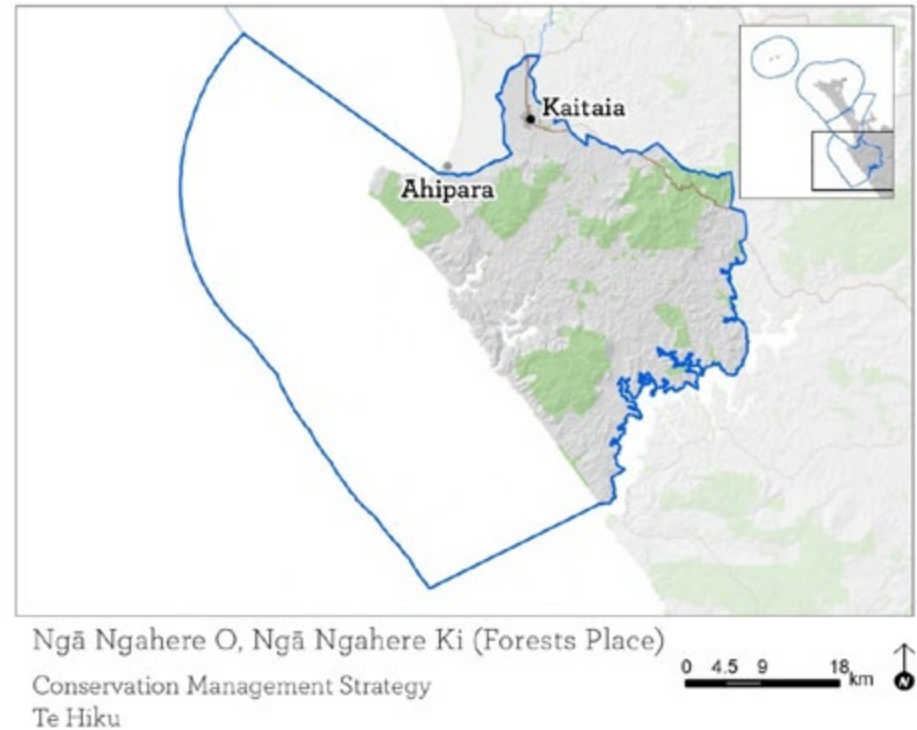 Kaitaia
Ahipara
Ngā Ngahere O, Ngā Ngahere Ki (Forests Place)
Conservation Management Strategy
Te Hiku
0 4.5 9 18 km
N